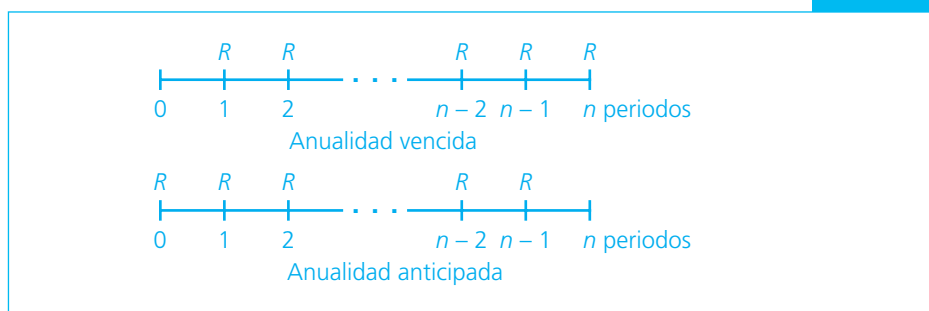 R R R R R
0 1 2 . . . n – 2 n – 1 n periodos
Anualidad vencida
R R R R R
0 1 2 . . . n – 2 n – 1 n periodos
Anualidad anticipada